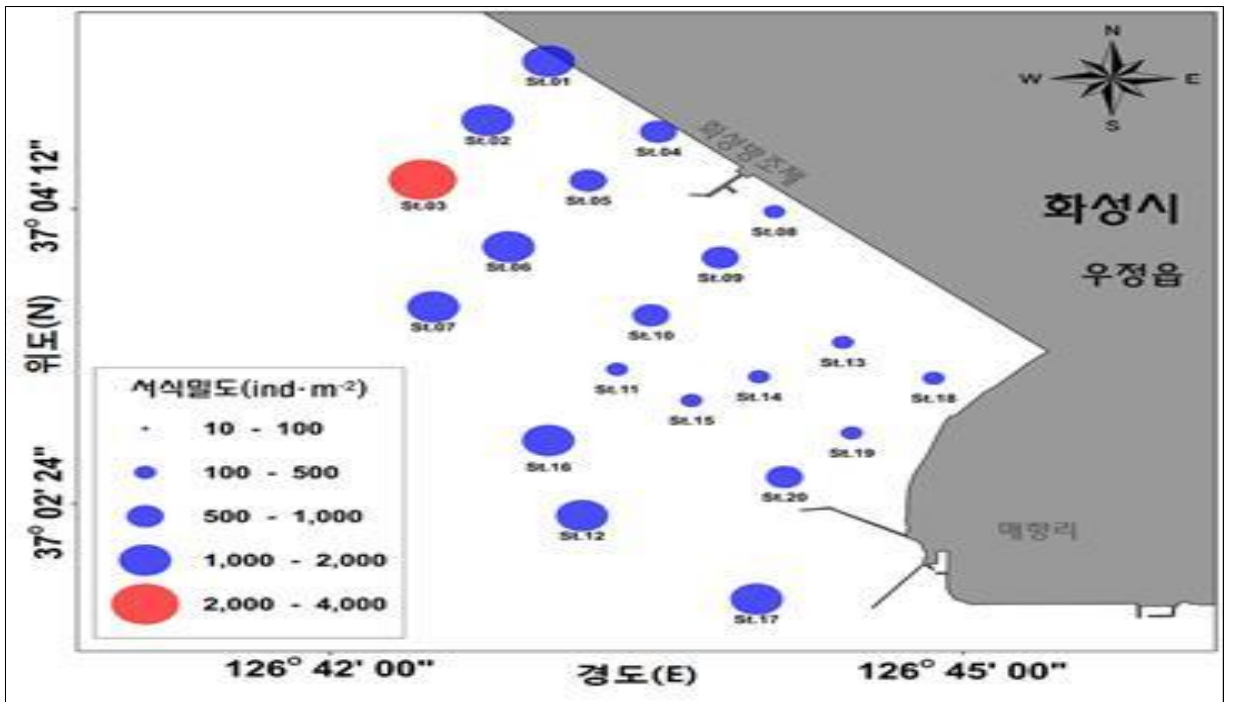 N
W E
S
St.01
St.02
St.04
화성방조제
St.05
St.03
37° 04' 12"
화성시
St.08
St.06
St.09
우정읍
St.07
St.10
위도(N)
St.13
St.11
St.14
St.18
St.15
서식밀도(ind·m-2)
10 - 100
100 - 500
500 - 1,000
1,000 - 2,000
2,000 - 4,000
St.19
St.16
St.20
37° 02' 24"
St.12
매향리
St.17
126° 42' 00"
경도(E)
126° 45' 00"